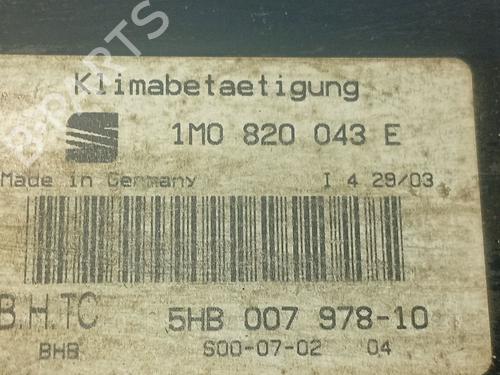 B-PARTS
Klimabetaetigung
1M0 820 043 E
Made in Germany I 4 29/03
B.H.TC 5HB 007 978-10
BHB S00-07-02 04